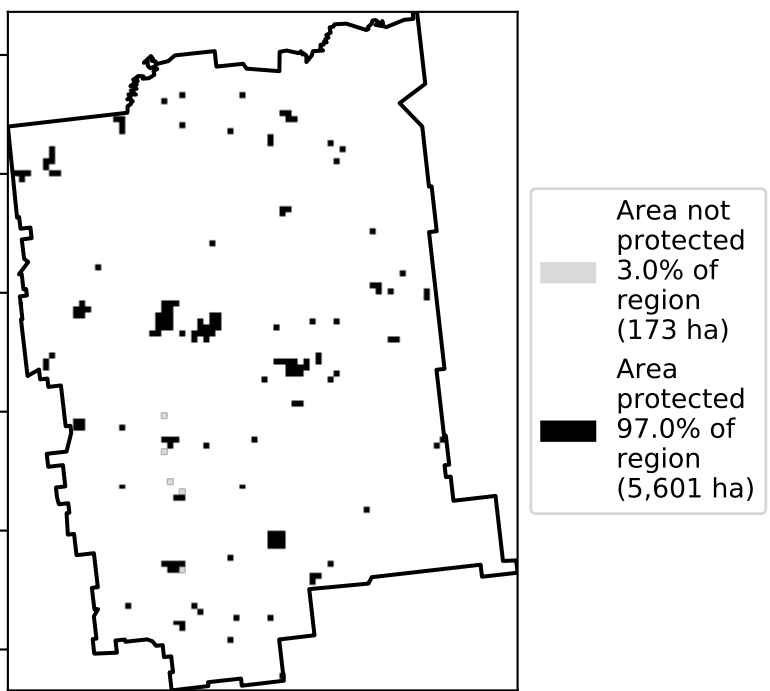 Area not
protected
3.0% of
region
(173 ha)
Area
protected
97.0% of
region
(5,601 ha)